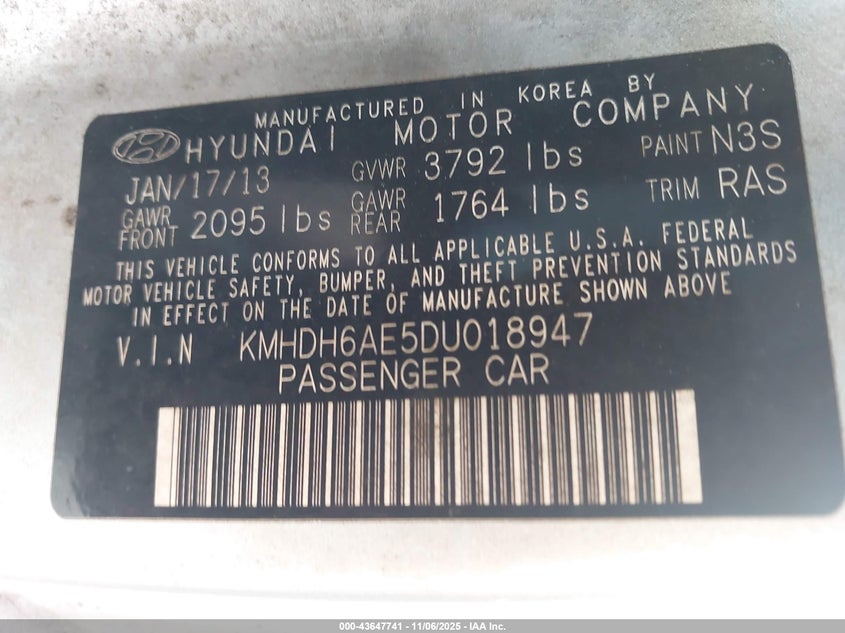 MANUFACTURED IN KOREA BY
HYUNDAI MOTOR COMPANY
JAN/17/13 GVWR 3792 lbs PAINT N3S
GAWR FRONT 2095 lbs GAWR REAR 1764 lbs TRIM RAS
THIS VEHICLE CONFORMS TO ALL APPLICABLE U.S.A. FEDERAL
MOTOR VEHICLE SAFETY, BUMPER, AND THEFT PREVENTION STANDARDS
IN EFFECT ON THE DATE OF MANUFACTURE SHOWN ABOVE
V.I.N KMHDH6AE5DU018947
PASSENGER CAR
000-43647741 - 11/06/2025 - IAA Inc.